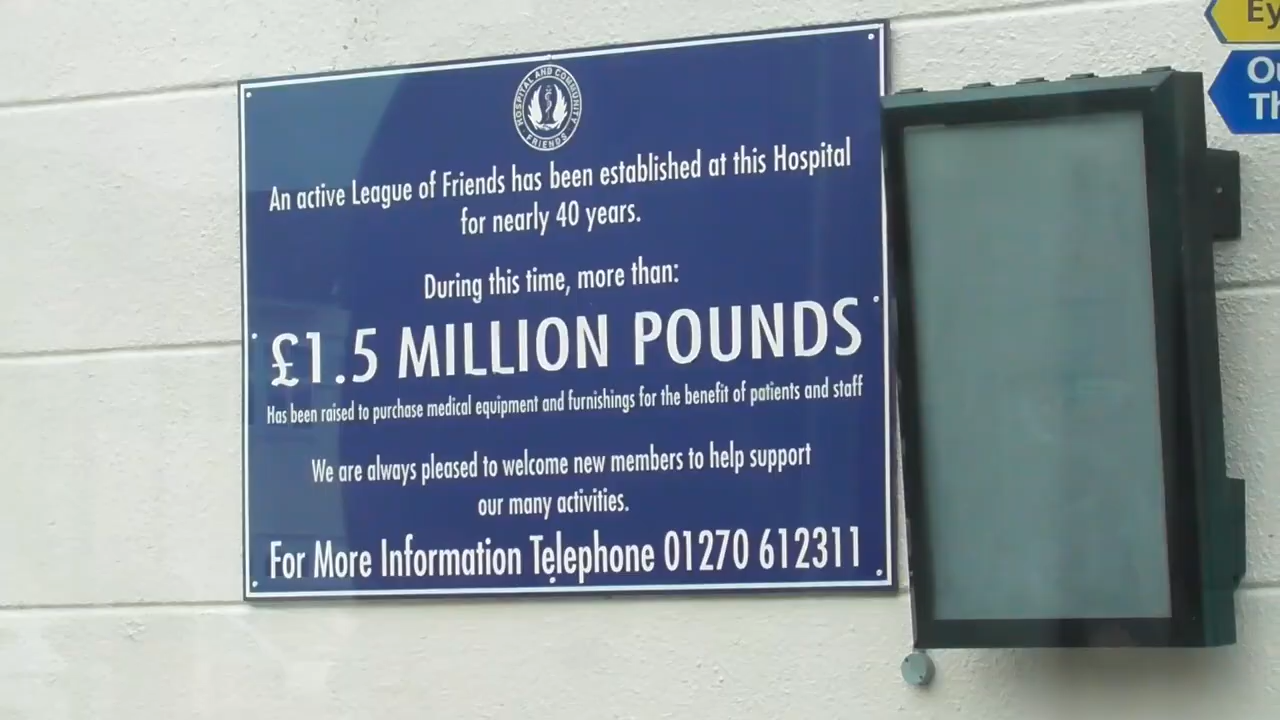 HOSPITAL AND COMMUNITY
FRIENDS
An active League of Friends has been established at this Hospital
for nearly 40 years.
During this time, more than:
£1.5 MILLION POUNDS
Has been raised to purchase medical equipment and furnishings for the benefit of patients and staff
We are always pleased to welcome new members to help support
our many activities.
For More Information Telephone 01270 612311
Ey
Ou
Th